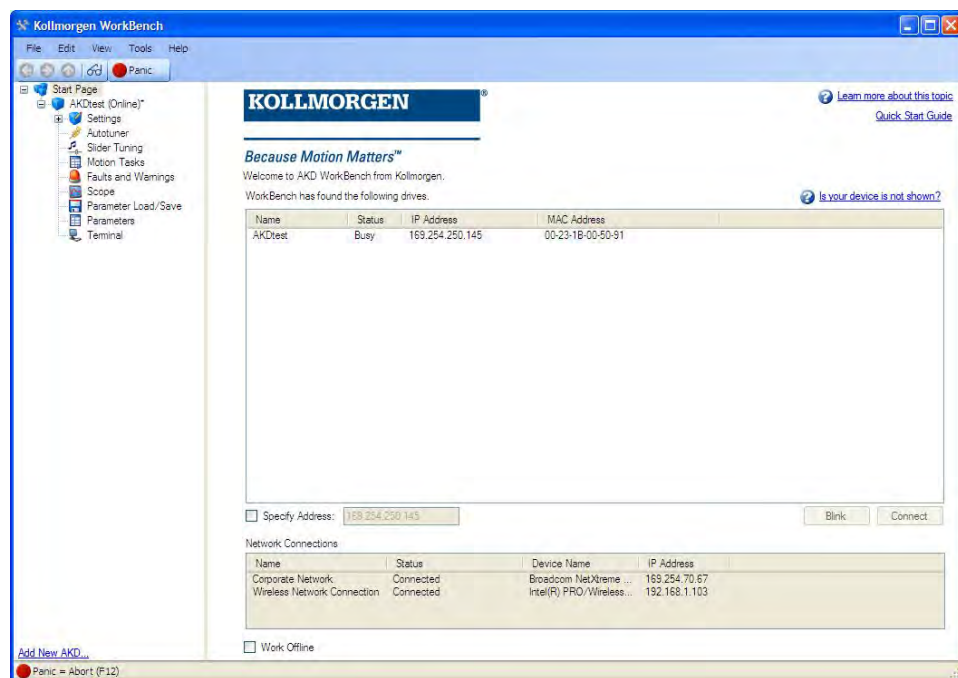 Kollmorgen WorkBench
File Edit View Tools Help
Panic
Start Page
AKDtest (Online)*
Settings
Autotuner
Slider Tuning
Motion Tasks
Faults and Warnings
Scope
Parameter Load/Save
Parameters
Terminal
Add New AKD...
KOLLMORGEN®
Because Motion Matters™
Learn more about this topic
Quick Start Guide
Welcome to AKD WorkBench from Kollmorgen.
WorkBench has found the following drives.
Is your device is not shown?
Name Status IP Address MAC Address
AKDtest Busy 169.254.250.145 00-23-1B-00-50-91
Specify Address: 169.254.250.145
Blink Connect
Network Connections
Name Status Device Name IP Address
Corporate Network Connected Broadcom NetXtreme ... 169.254.70.67
Wireless Network Connection Connected Intel(R) PRO/Wireless... 192.168.1.103
Work Offline
Panic = Abort (F12)